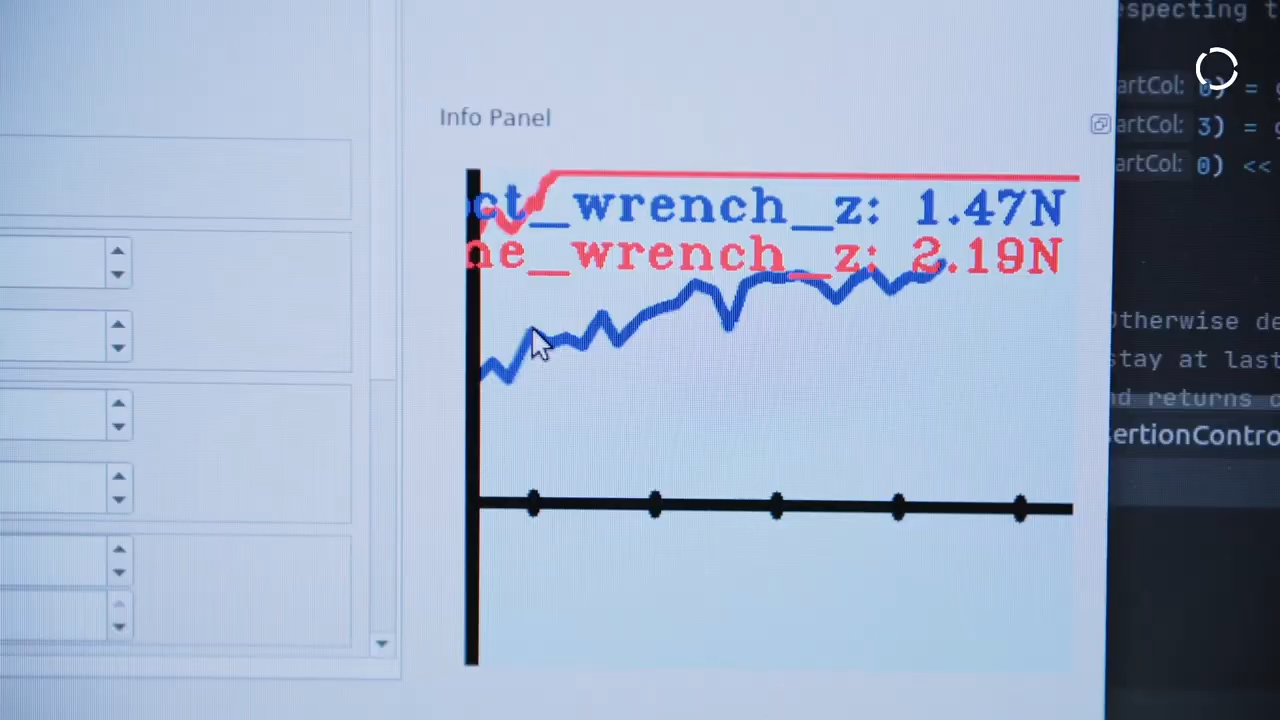 Info Panel
ct_wrench_z: 1.47N
ne_wrench_z: 2.19N
especting t
artCol: 0) = g
artCol: 3) = g
artCol: 0) <<
Otherwise de
stay at last
nd returns c
ertionContro